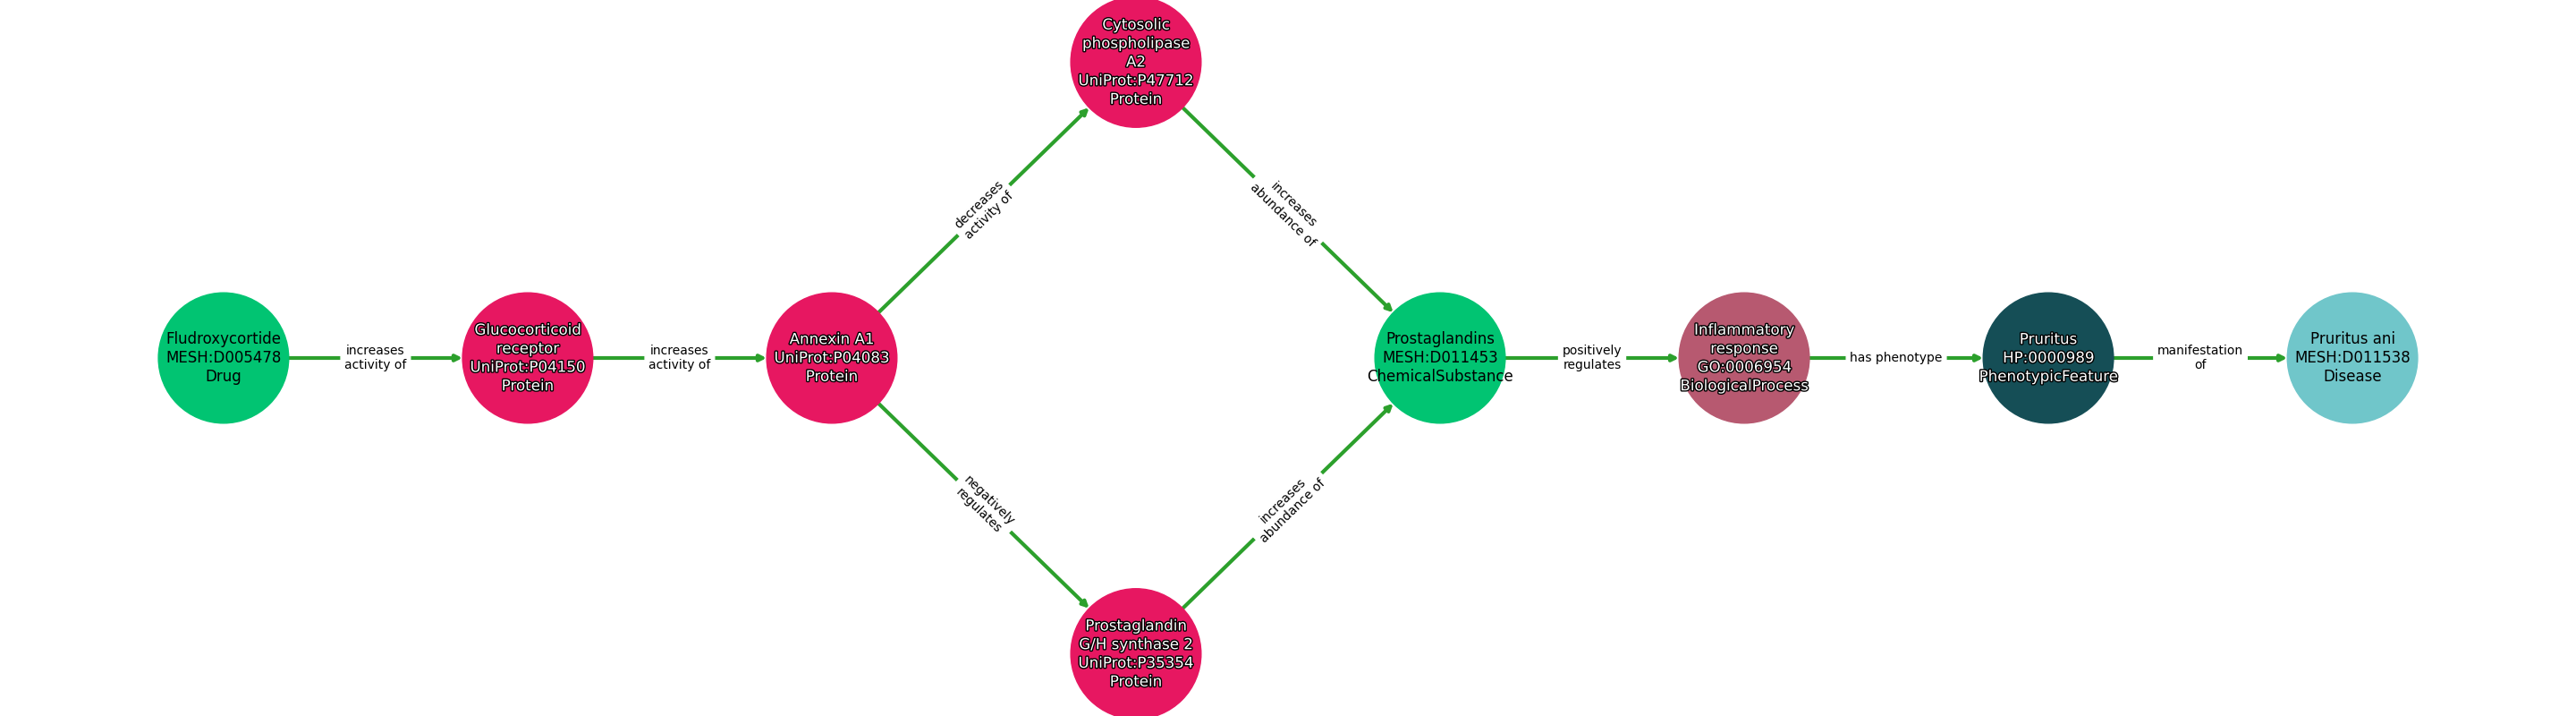 Cytosolic
phospholipase
A2
UniProt:P47712
Protein
decreases
activity of
increases
abundance of
Fludroxycortide
MESH:D005478
Drug
increases
activity of
Glucocorticoid
receptor
UniProt:P04150
Protein
increases
activity of
Annexin A1
UniProt:P04083
Protein
Prostaglandins
MESH:D011453
ChemicalSubstance
positively
regulates
Inflammatory
response
GO:0006954
BiologicalProcess
has phenotype
Pruritus
HP:0000989
PhenotypicFeature
manifestation
of
Pruritus ani
MESH:D011538
Disease
negatively
regulates
increases
abundance of
Prostaglandin
G/H synthase 2
UniProt:P35354
Protein